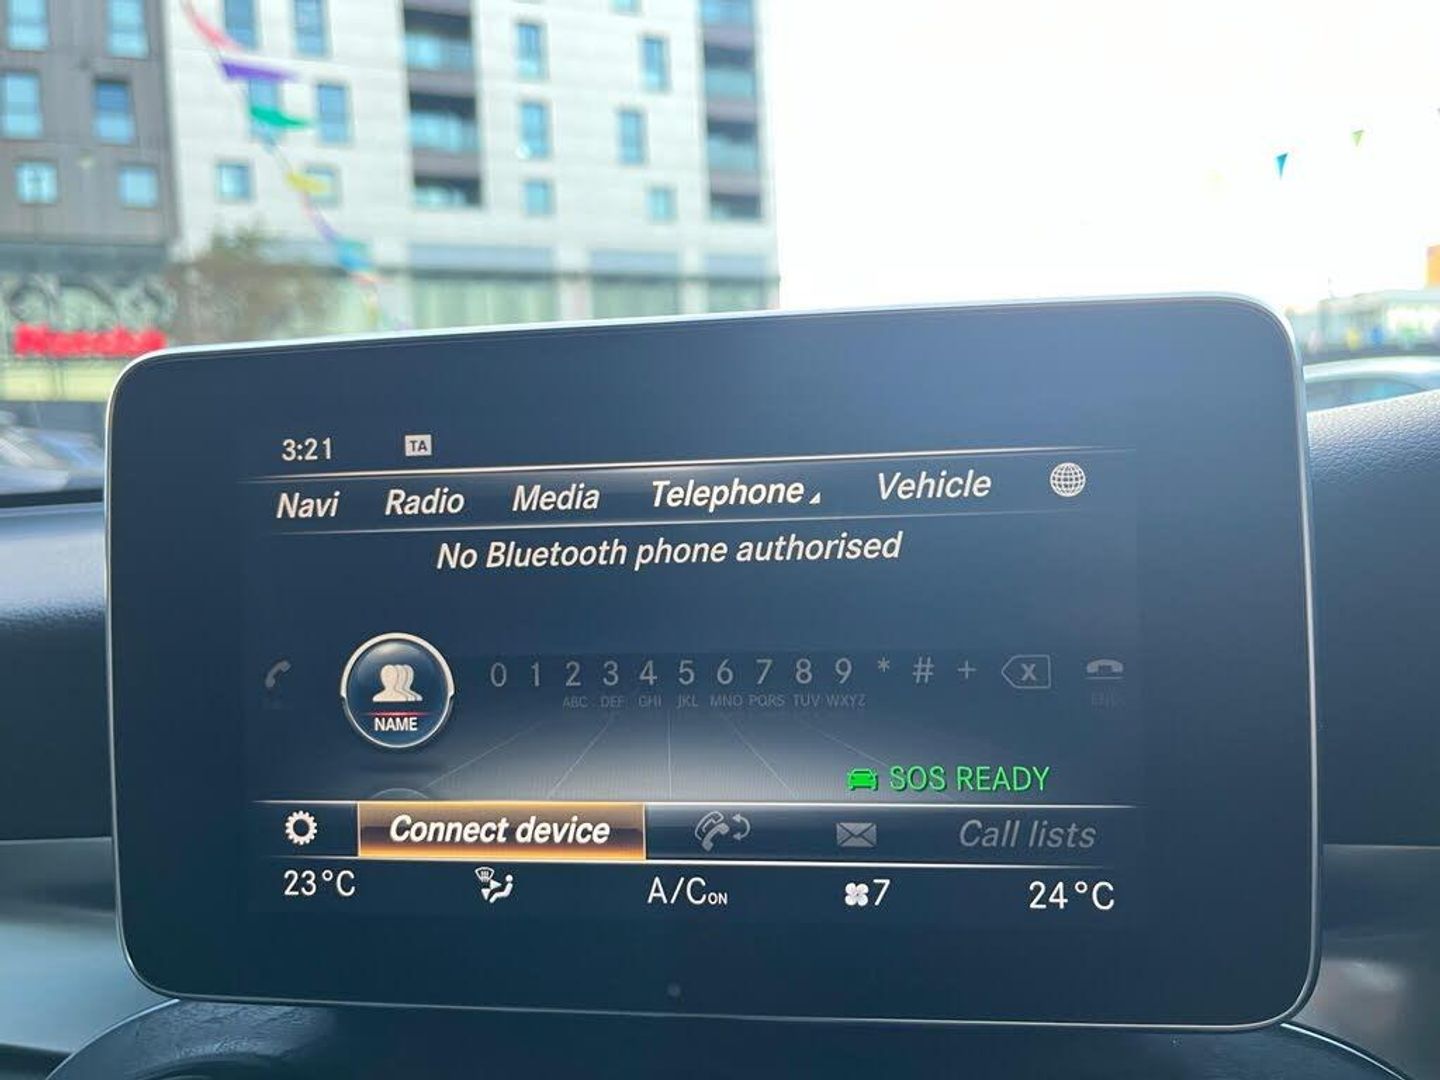 3:21 TA
Navi Radio Media Telephone Vehicle
No Bluetooth phone authorised
0 1 2 3 4 5 6 7 8 9 * # + x
ABC DEF GHI JKL MNO PQRS TUV WXYZ
NAME
SOS READY
Connect device Call lists
23°C A/C ON 7 24°C